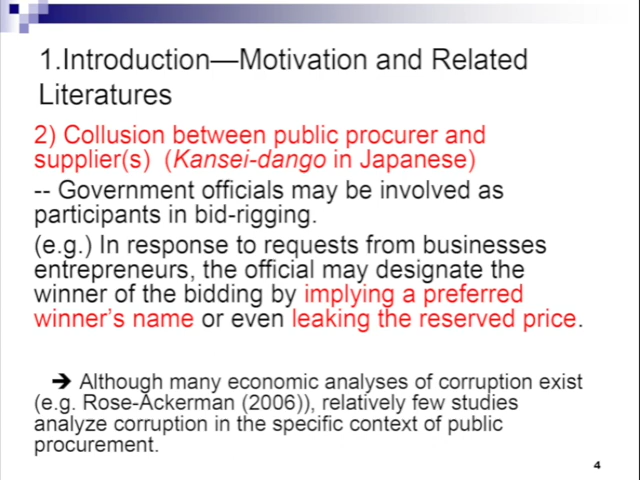 1.Introduction—Motivation and Related
Literatures
2) Collusion between public procurer and
supplier(s) (Kansei-dango in Japanese)
-- Government officials may be involved as
participants in bid-rigging.
(e.g.) In response to requests from businesses
entrepreneurs, the official may designate the
winner of the bidding by implying a preferred
winner's name or even leaking the reserved price.
➔ Although many economic analyses of corruption exist
(e.g. Rose-Ackerman (2006)), relatively few studies
analyze corruption in the specific context of public
procurement.
4